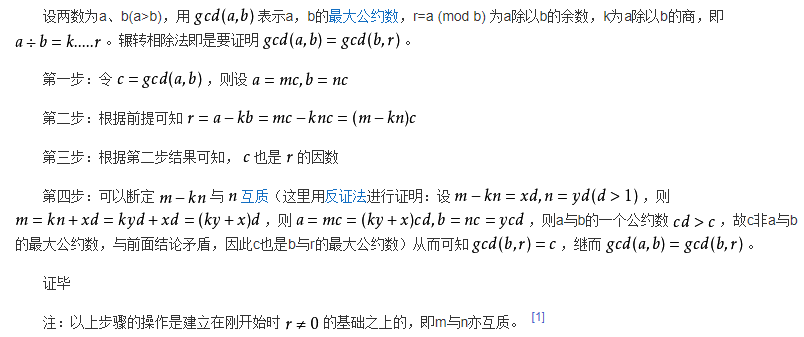 设两数为a、b(a>b)，用 gcd(a,b) 表示a，b的最大公约数，r=a (mod b) 为a除以b的余数，k为a除以b的商，即
a÷b=k.....r 。辗转相除法即是要证明 gcd(a,b)=gcd(b,r) 。
第一步：令 c=gcd(a,b) ，则设 a=mc,b=nc
第二步：根据前提可知 r=a−kb=mc−knc=(m−kn)c
第三步：根据第二步结果可知， c 也是 r 的因数
第四步：可以断定 m−kn 与 n 互质（这里用反证法进行证明：设 m−kn=xd,n=yd(d>1) ，则
m=kn+xd=kyd+xd=(ky+x)d ，则 a=mc=(ky+x)cd,b=nc=ycd ，则a与b的一个公约数 cd>c ，故c非a与b
的最大公约数，与前面结论矛盾，因此c也是b与r的最大公约数）从而可知 gcd(b,r)=c ，继而 gcd(a,b)=gcd(b,r) 。
证毕
注：以上步骤的操作是建立在刚开始时 r≠0 的基础之上的，即m与n亦互质。 [1]